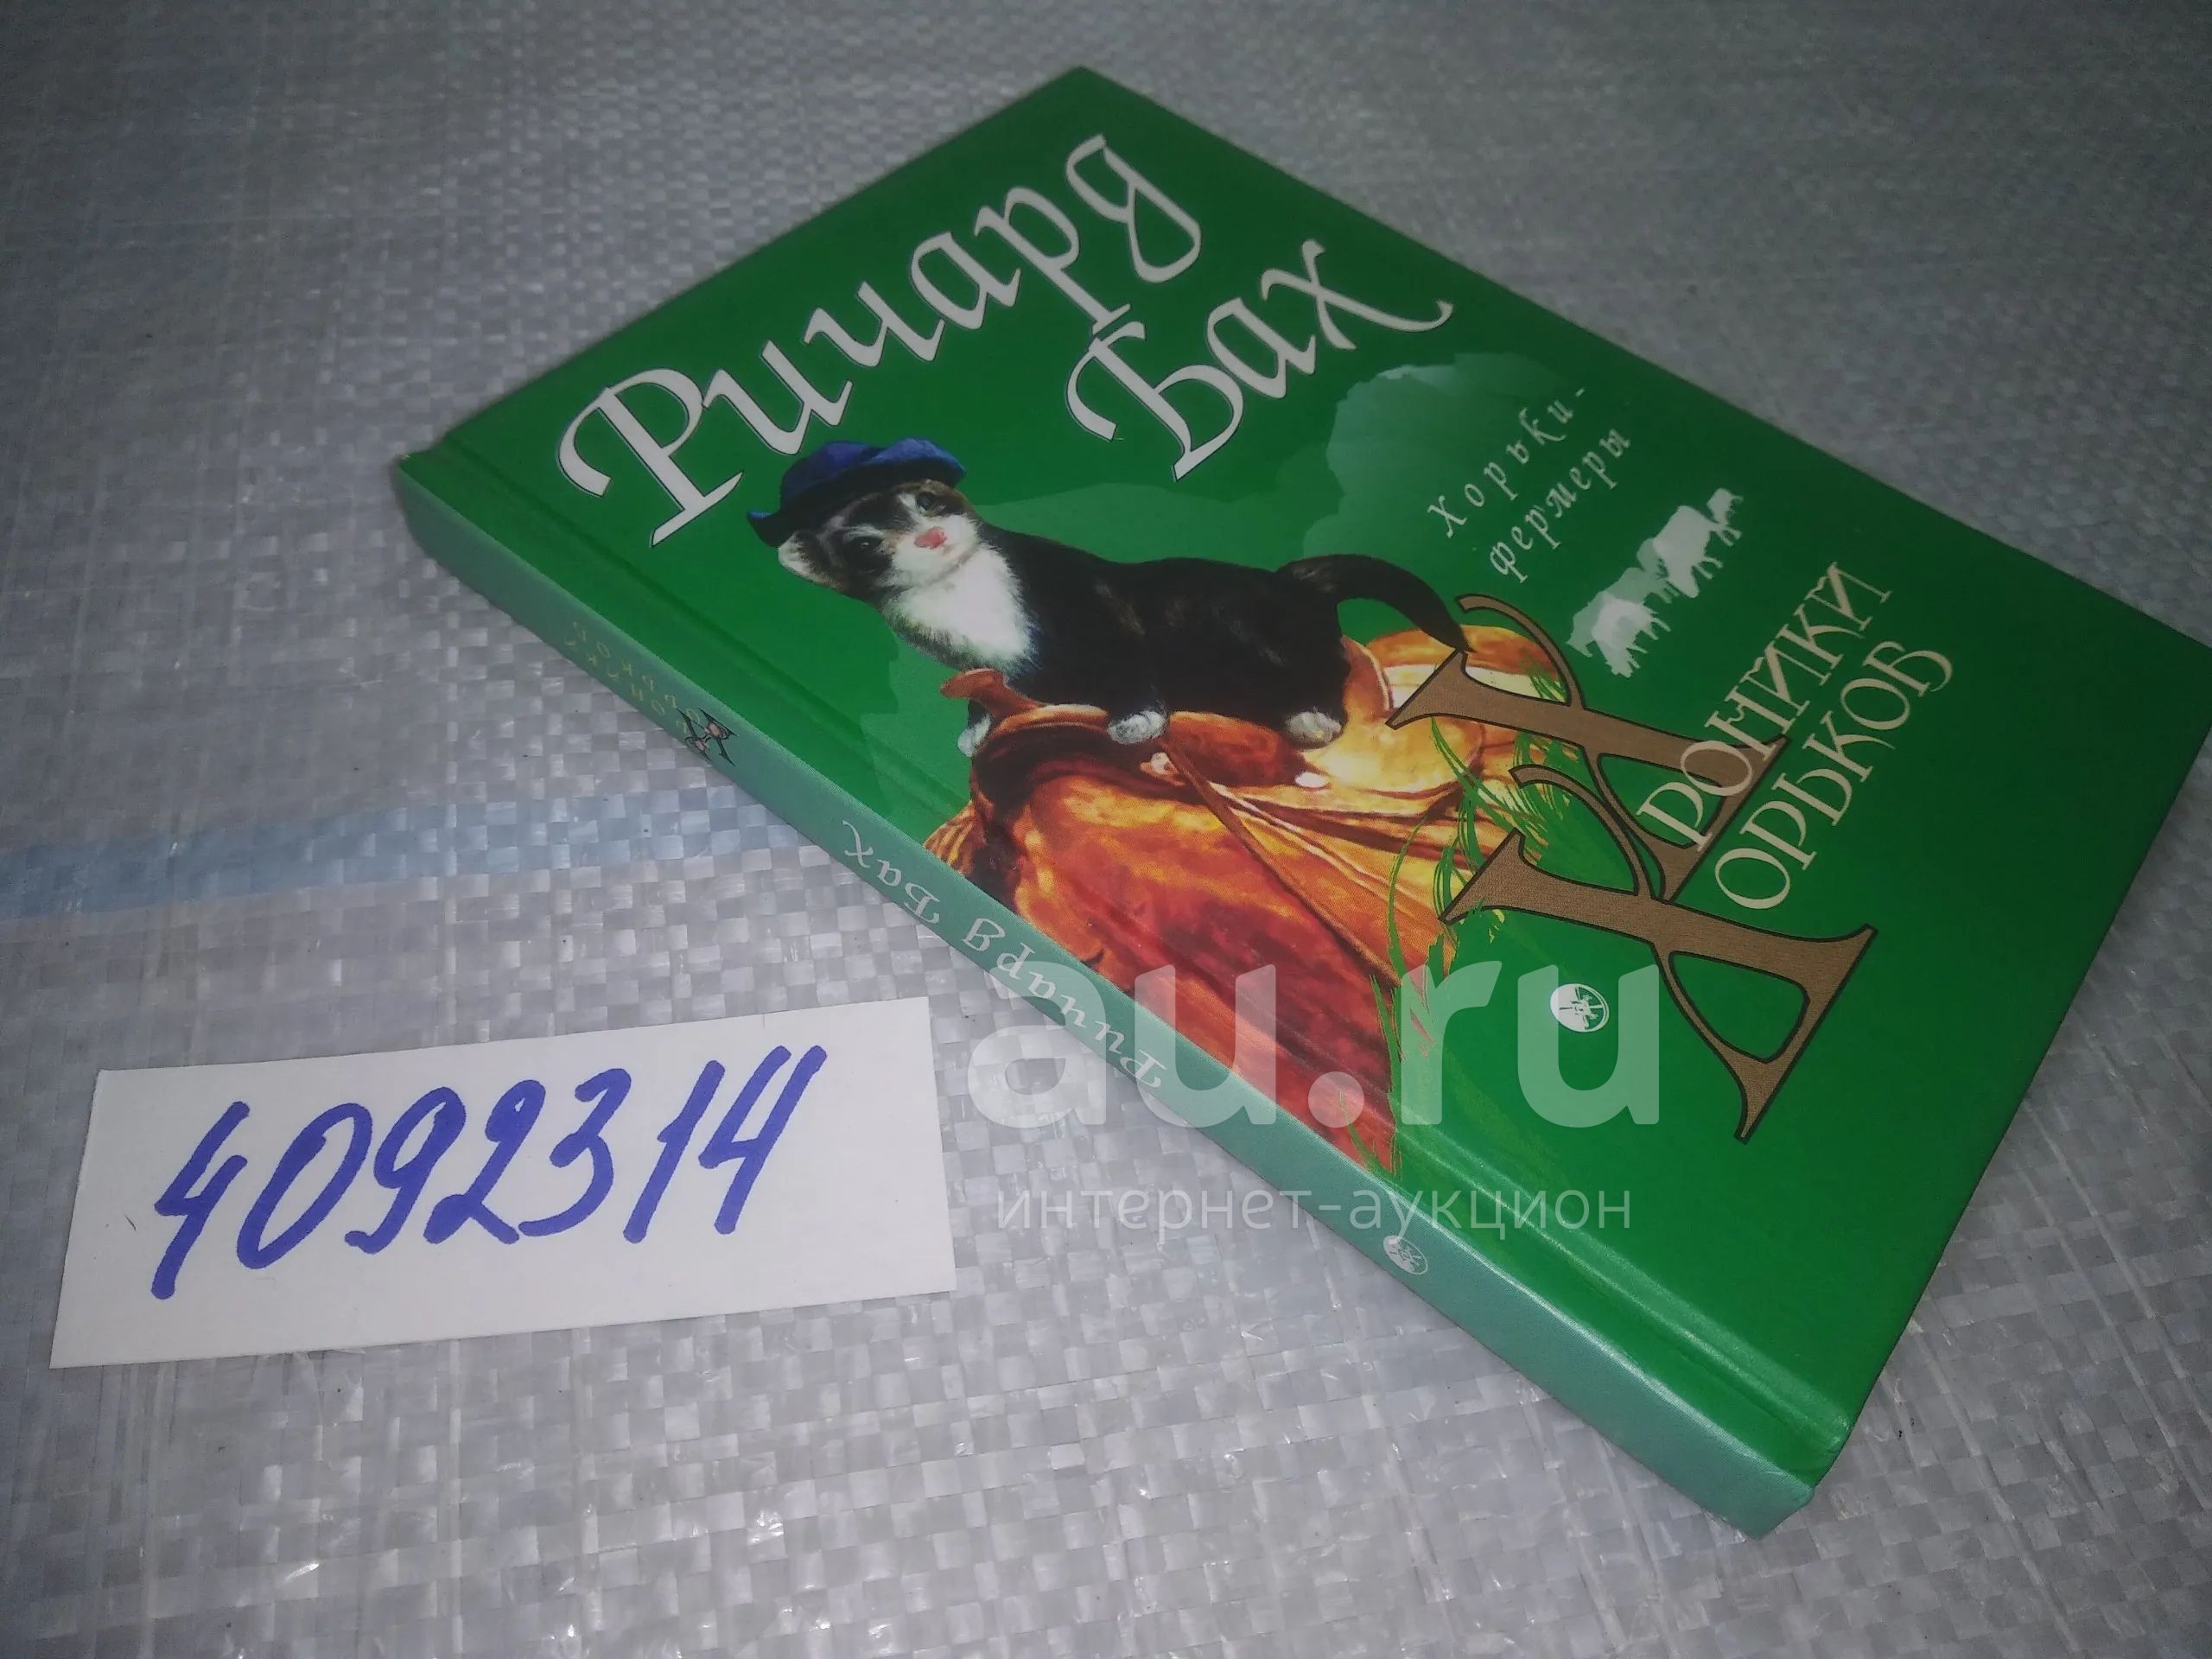 Ричард
Бах
Хорьки-
фермеры
ХРОНИКИ
ХОРЬКОВ
ХРОНИКИ
ХОРЬКОВ
Ричард Бах
4092314
au.ru
интернет-аукцион